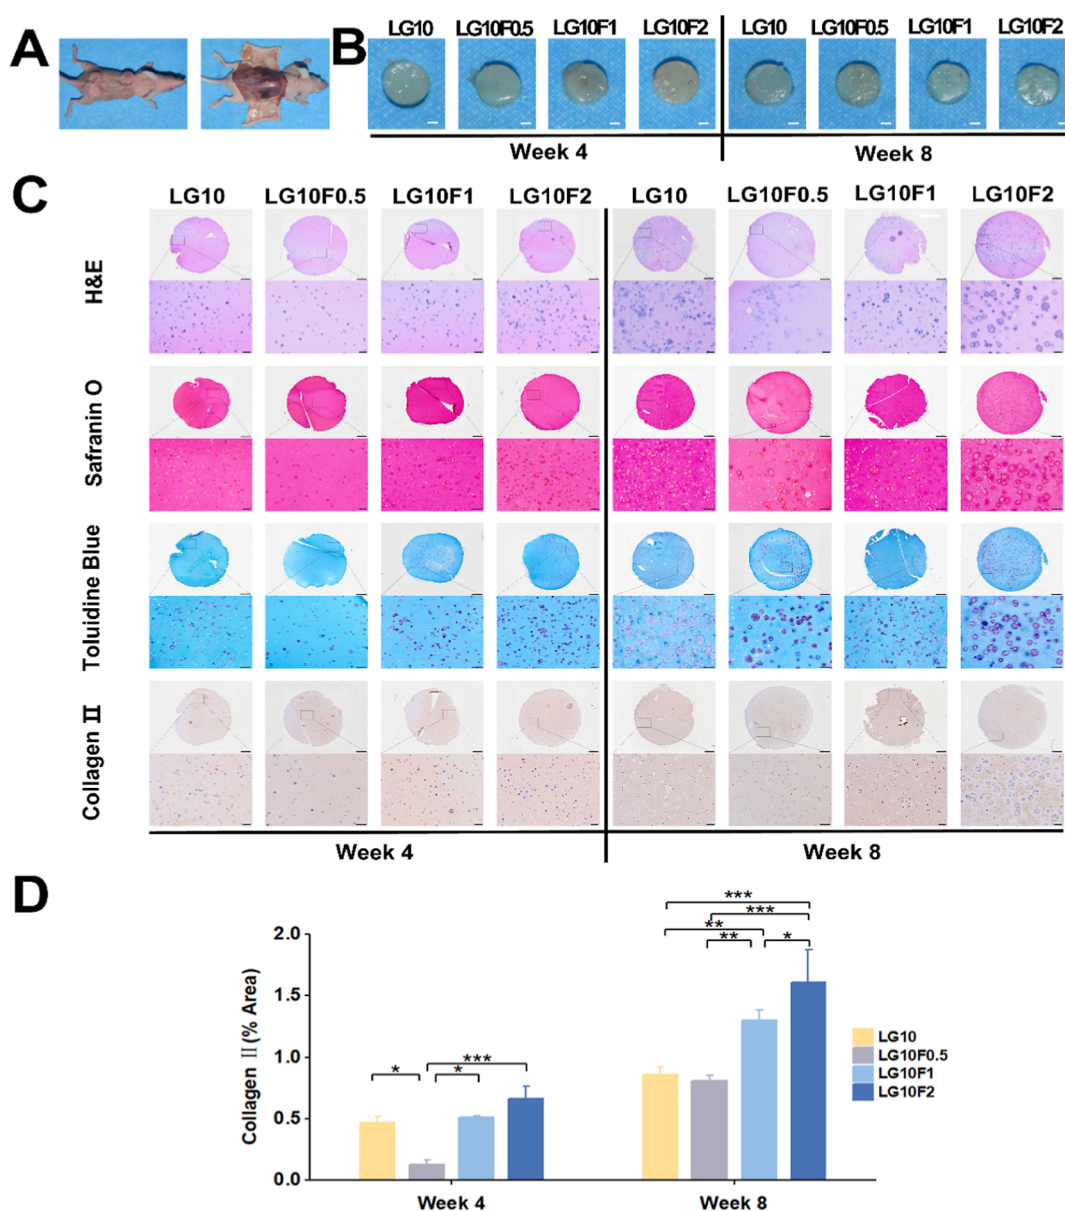 A
B
LG10 LG10F0.5 LG10F1 LG10F2 LG10 LG10F0.5 LG10F1 LG10F2
Week 4 Week 8
C
LG10 LG10F0.5 LG10F1 LG10F2 LG10 LG10F0.5 LG10F1 LG10F2
H&E
Safranin O
Toluidine Blue
Collagen Ⅱ
Week 4 Week 8
D
Collagen Ⅱ (% Area)
2.0
1.5
1.0
0.5
0.0
* * ***
*** *** ** ** *
LG10
LG10F0.5
LG10F1
LG10F2
Week 4 Week 8